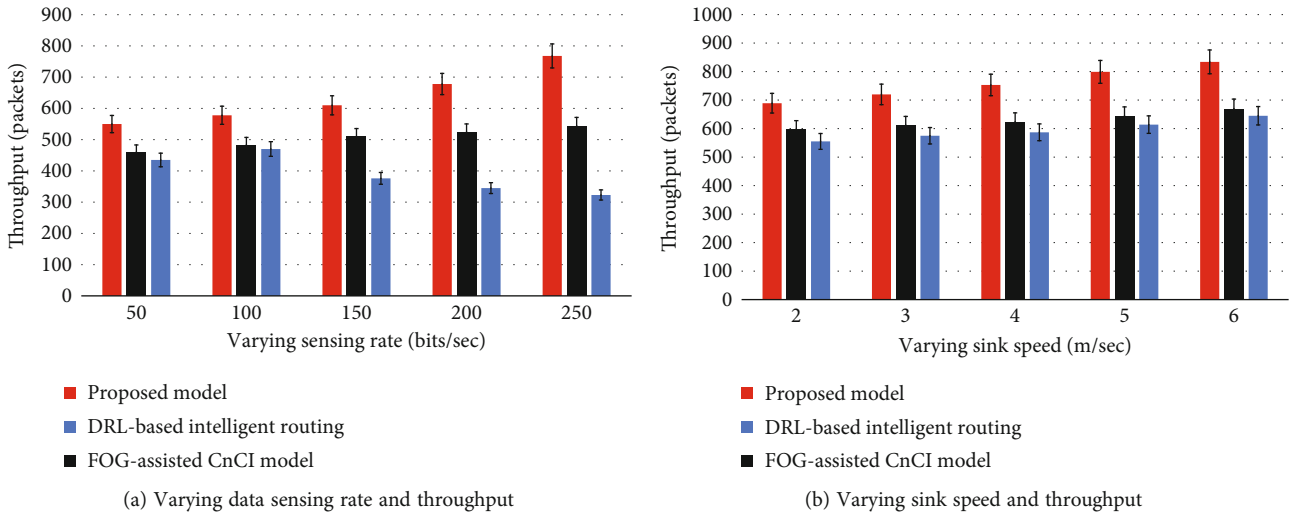 900
800
700
600
500
400
300
200
100
0
Throughput (packets)
50 100 150 200 250
Varying sensing rate (bits/sec)
Proposed model
DRL-based intelligent routing
FOG-assisted CnCI model
(a) Varying data sensing rate and throughput
1000
900
800
700
600
500
400
300
200
100
0
Throughput (packets)
2 3 4 5 6
Varying sink speed (m/sec)
Proposed model
DRL-based intelligent routing
FOG-assisted CnCI model
(b) Varying sink speed and throughput